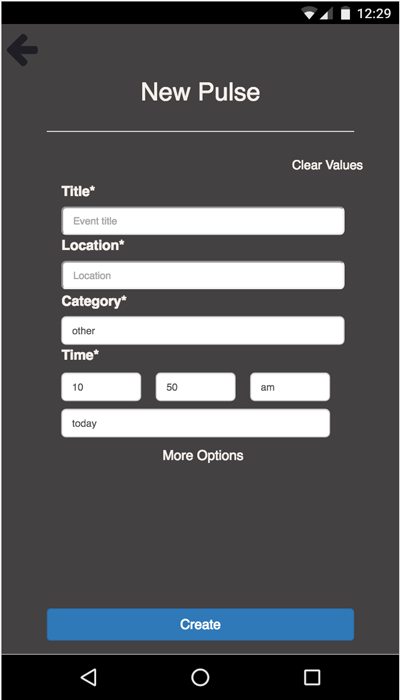 12:29
New Pulse
Clear Values
Title*
Event title
Location*
Location
Category*
other
Time*
10 50 am
today
More Options
Create